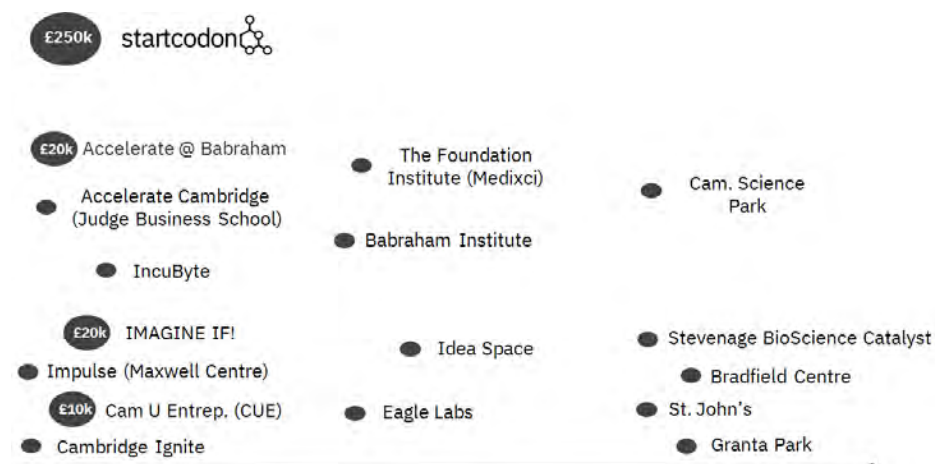 £250k startcodon
£20k Accelerate @ Babraham
Accelerate Cambridge
(Judge Business School)
IncuByte
£20k IMAGINE IF!
Impulse (Maxwell Centre)
£10k Cam U Entrep. (CUE)
Cambridge Ignite
The Foundation
Institute (Medixci)
Babraham Institute
Idea Space
Eagle Labs
Cam. Science
Park
Stevenage BioScience Catalyst
Bradfield Centre
St. John's
Granta Park